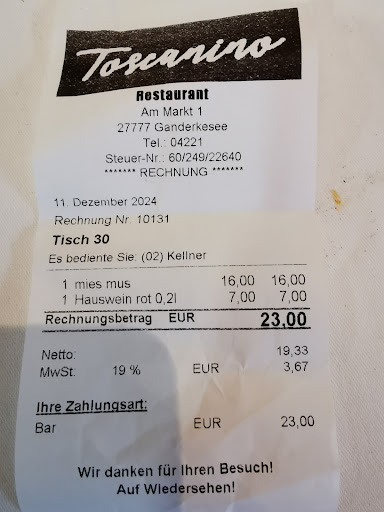 Toscanino
Restaurant
Am Markt 1
27777 Ganderkesee
Tel.: 04221
Steuer-Nr.: 60/249/22640
******* RECHNUNG *******
11. Dezember 2024
Rechnung Nr. 10131
Tisch 30
Es bediente Sie: (02) Kellner
1 mies mus 16,00 16,00
1 Hauswein rot 0,2l 7,00 7,00
Rechnungsbetrag EUR 23,00
Netto: 19,33
MwSt: 19 % EUR 3,67
Ihre Zahlungsart:
Bar EUR 23,00
Wir danken für Ihren Besuch!
Auf Wiedersehen!